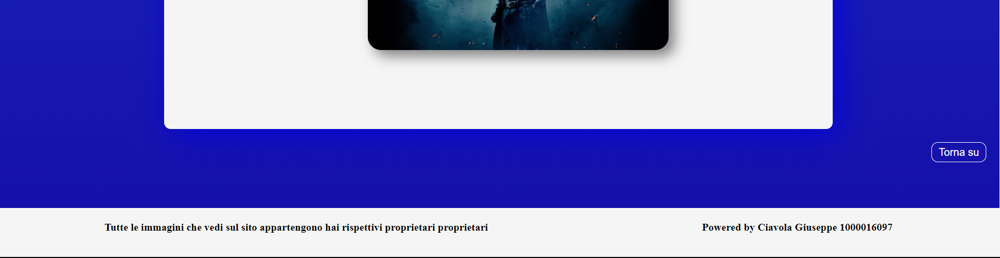 Torna su
Tutte le immagini che vedi sul sito appartengono hai rispettivi proprietari proprietari
Powered by Ciavola Giuseppe 1000016097